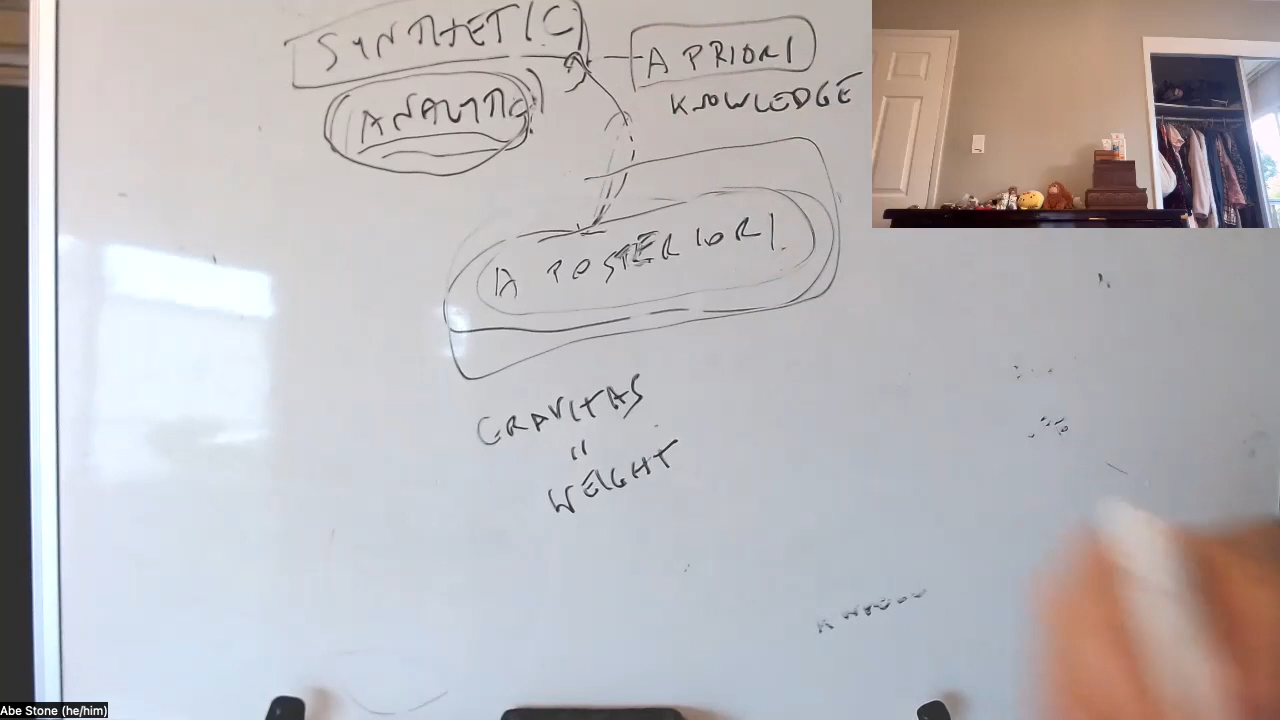 SYNTHETIC
A PRIORI
KNOWLEDGE
ANALYTIC
A POSTERIORI
GRAVITAS
"
WEIGHT
Abe Stone (he/him)